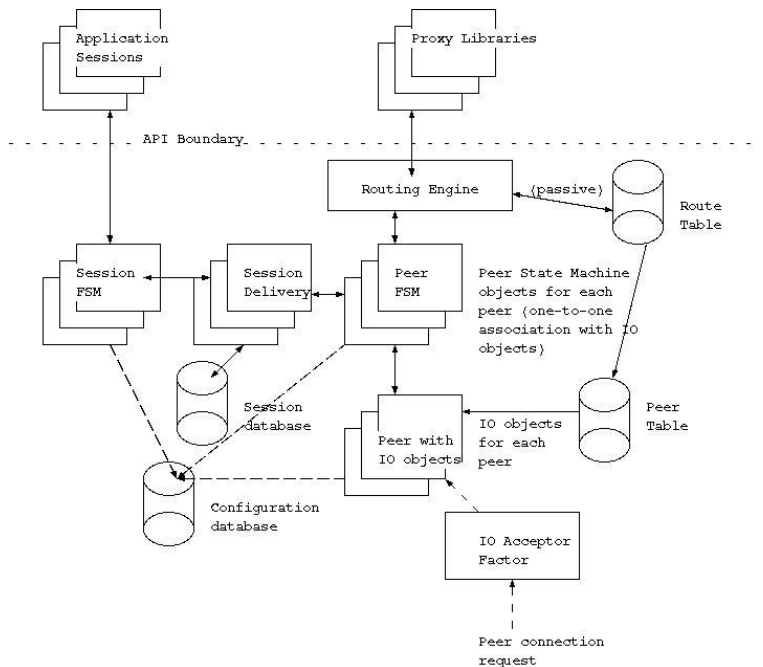 Application
Sessions
Proxy Libraries
API Boundary
Routing Engine
(passive)
Route
Table
Session
FSM
Session
Delivery
Peer
FSM
Peer State Machine
objects for each
peer (one-to-one
association with IO
objects)
Session
database
Peer with
IO objects
IO objects
for each
peer
Peer
Table
Configuration
database
IO Acceptor
Factor
Peer connection
request